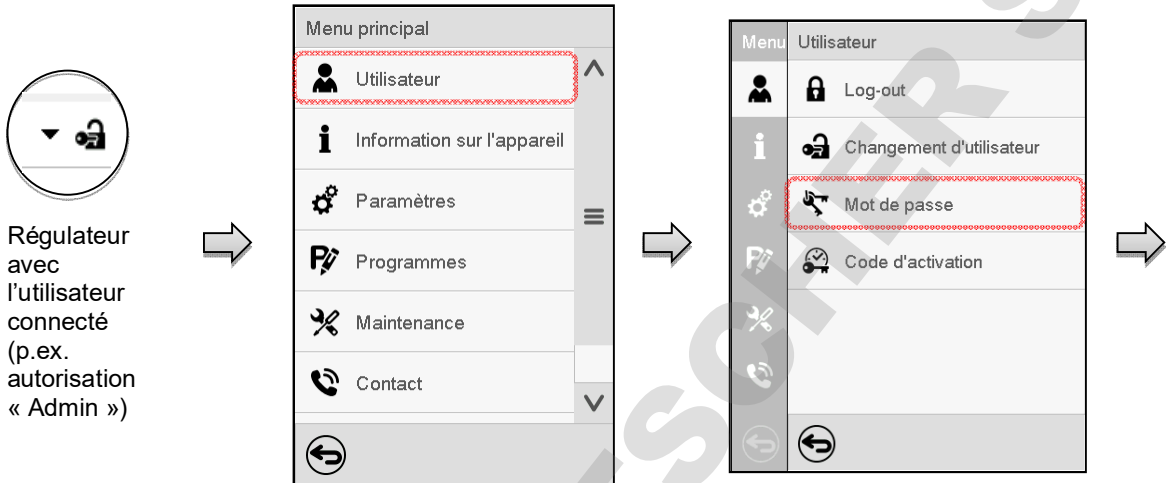 Régulateur
avec
l'utilisateur
connecté
(p.ex.
autorisation
« Admin »)
Menu principal
Utilisateur
Information sur l'appareil
Paramètres
Programmes
Maintenance
Contact
Menu
Utilisateur
Log-out
Changement d'utilisateur
Mot de passe
Code d'activation